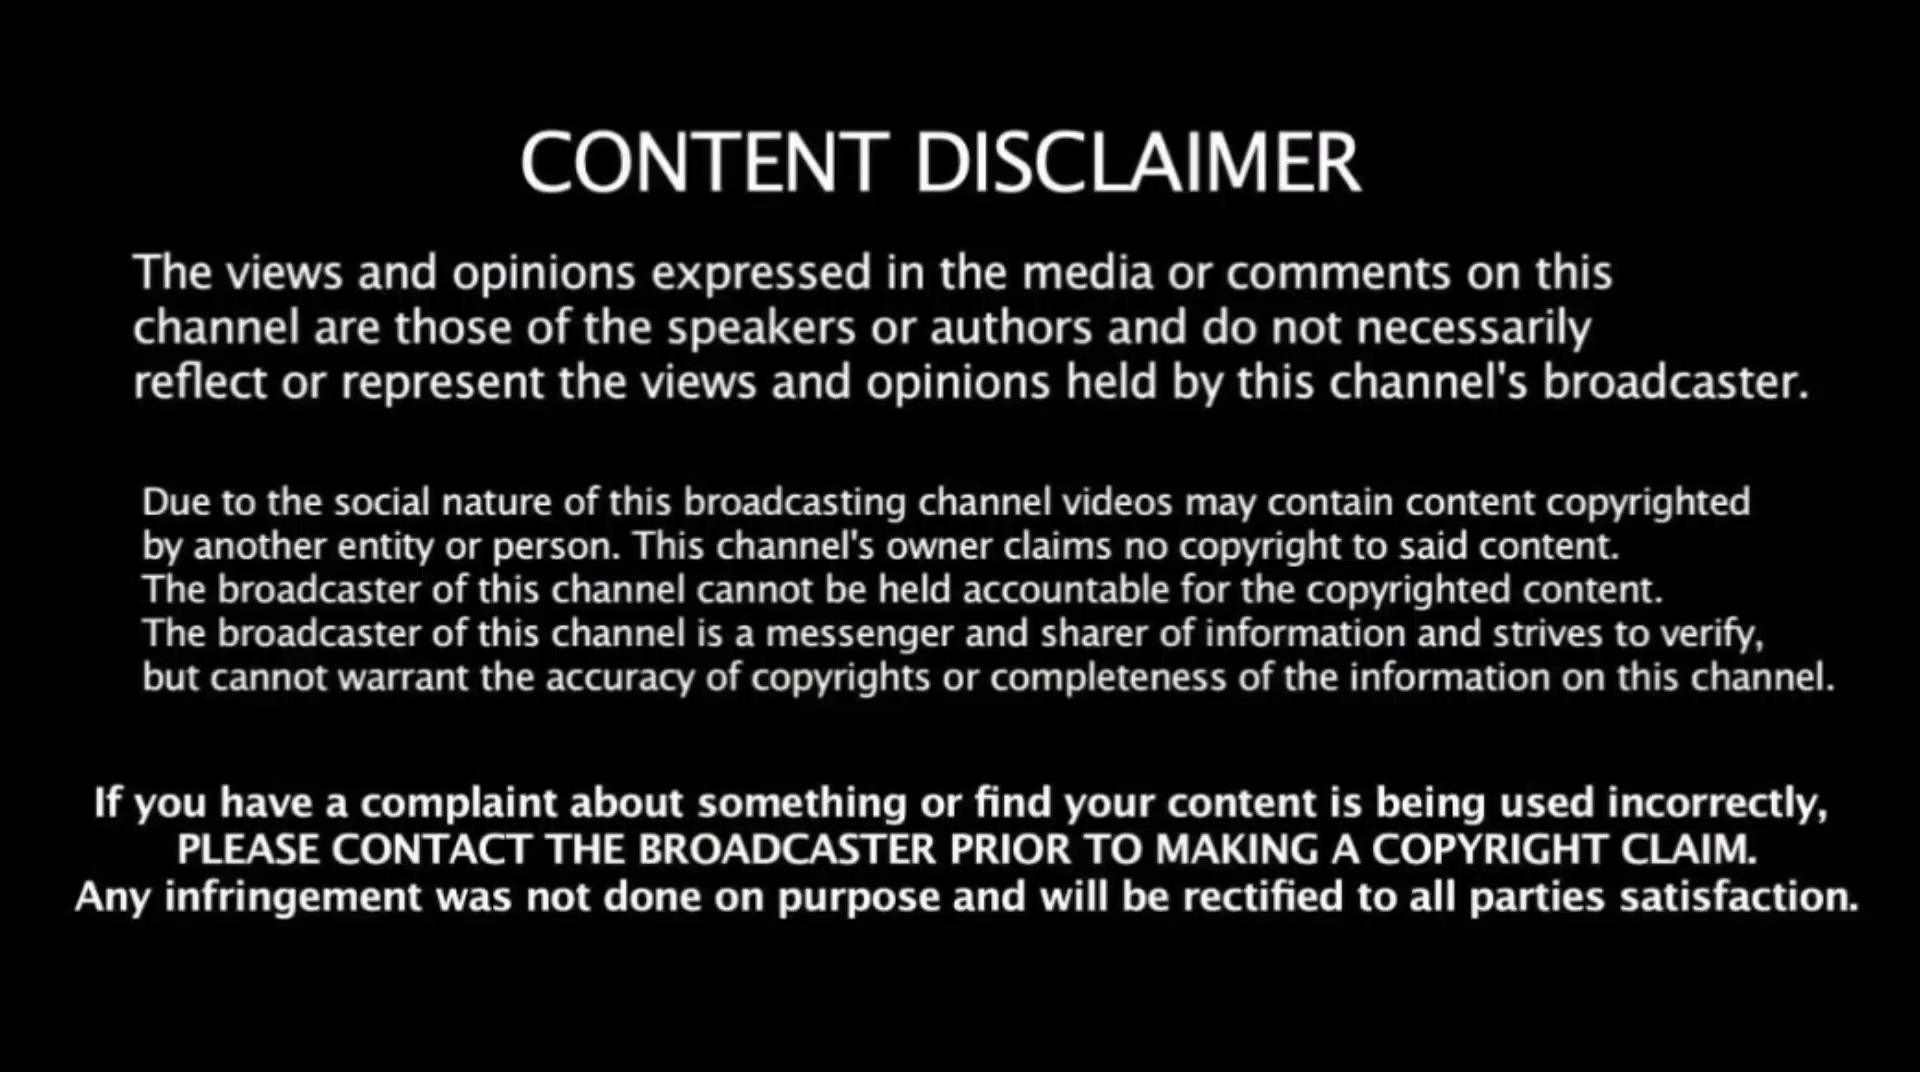 CONTENT DISCLAIMER
The views and opinions expressed in the media or comments on this
channel are those of the speakers or authors and do not necessarily
reflect or represent the views and opinions held by this channel's broadcaster.
Due to the social nature of this broadcasting channel videos may contain content copyrighted
by another entity or person. This channel's owner claims no copyright to said content.
The broadcaster of this channel cannot be held accountable for the copyrighted content.
The broadcaster of this channel is a messenger and sharer of information and strives to verify,
but cannot warrant the accuracy of copyrights or completeness of the information on this channel.
If you have a complaint about something or find your content is being used incorrectly,
PLEASE CONTACT THE BROADCASTER PRIOR TO MAKING A COPYRIGHT CLAIM.
Any infringement was not done on purpose and will be rectified to all parties satisfaction.